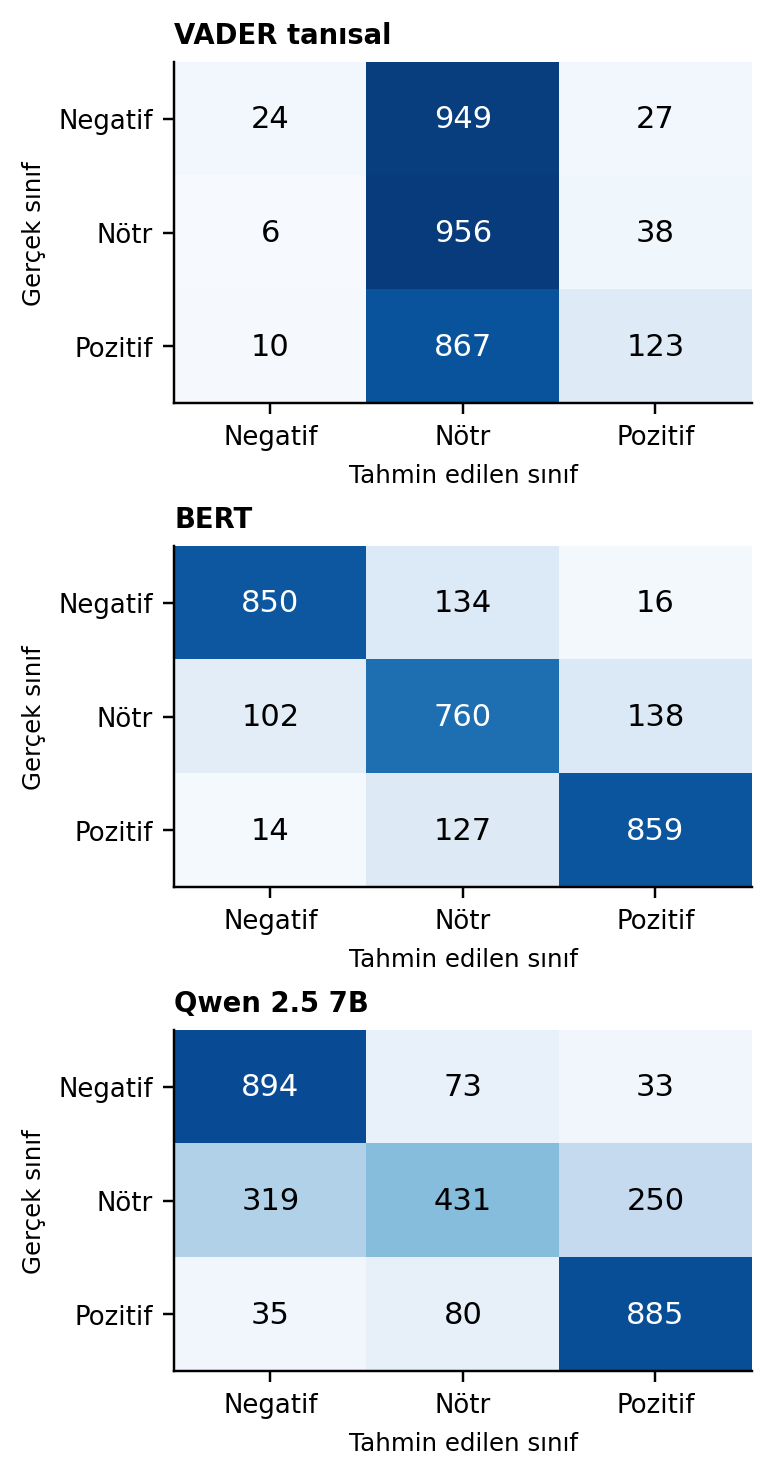 VADER tanısal
Gerçek sınıf
Negatif 24 949 27
Nötr 6 956 38
Pozitif 10 867 123
Negatif Nötr Pozitif
Tahmin edilen sınıf
BERT
Gerçek sınıf
Negatif 850 134 16
Nötr 102 760 138
Pozitif 14 127 859
Negatif Nötr Pozitif
Tahmin edilen sınıf
Qwen 2.5 7B
Gerçek sınıf
Negatif 894 73 33
Nötr 319 431 250
Pozitif 35 80 885
Negatif Nötr Pozitif
Tahmin edilen sınıf